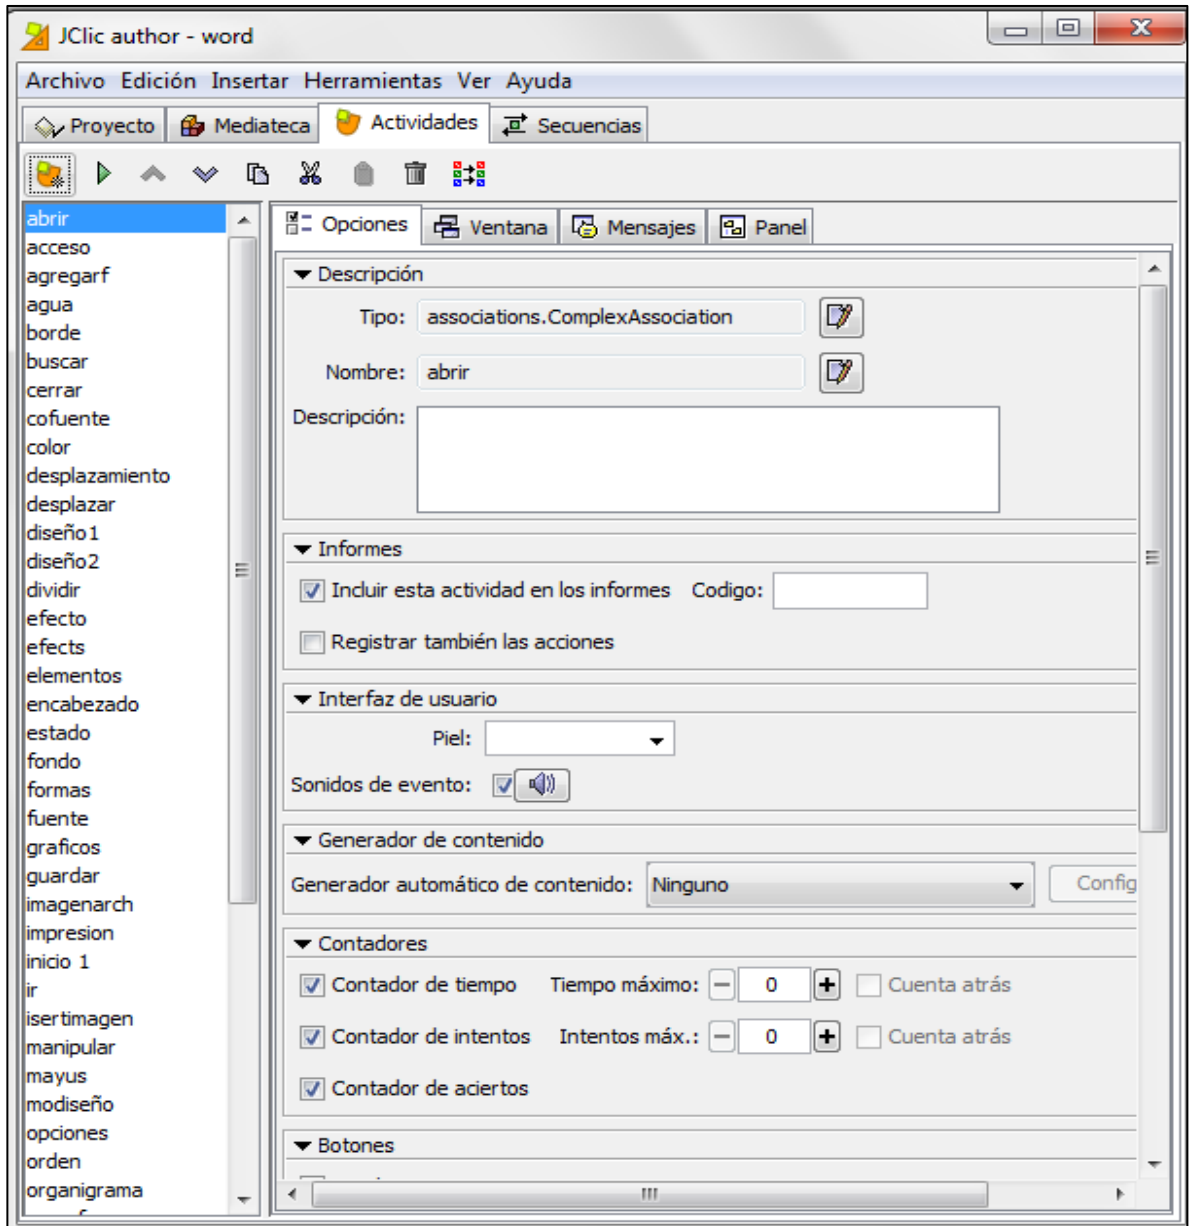 JClic author - word
Archivo Edición Insertar Herramientas Ver Ayuda
Proyecto Mediateca Actividades Secuencias
abrir
acceso
agregarf
agua
borde
buscar
cerrar
cofuente
color
desplazamiento
desplazar
diseño1
diseño2
dividir
efecto
efects
elementos
encabezado
estado
fondo
formas
fuente
graficos
guardar
imagenarch
impresion
inicio 1
ir
isertimagen
manipular
mayus
modiseño
opciones
orden
organigrama
Opciones Ventana Mensajes Panel
Descripción
Tipo: associations.ComplexAssociation
Nombre: abrir
Descripción:
Informes
Incluir esta actividad en los informes Codigo:
Registrar también las acciones
Interfaz de usuario
Piel:
Sonidos de evento:
Generador de contenido
Generador automático de contenido: Ninguno Config
Contadores
Contador de tiempo Tiempo máximo: 0 Cuenta atrás
Contador de intentos Intentos máx.: 0 Cuenta atrás
Contador de aciertos
Botones